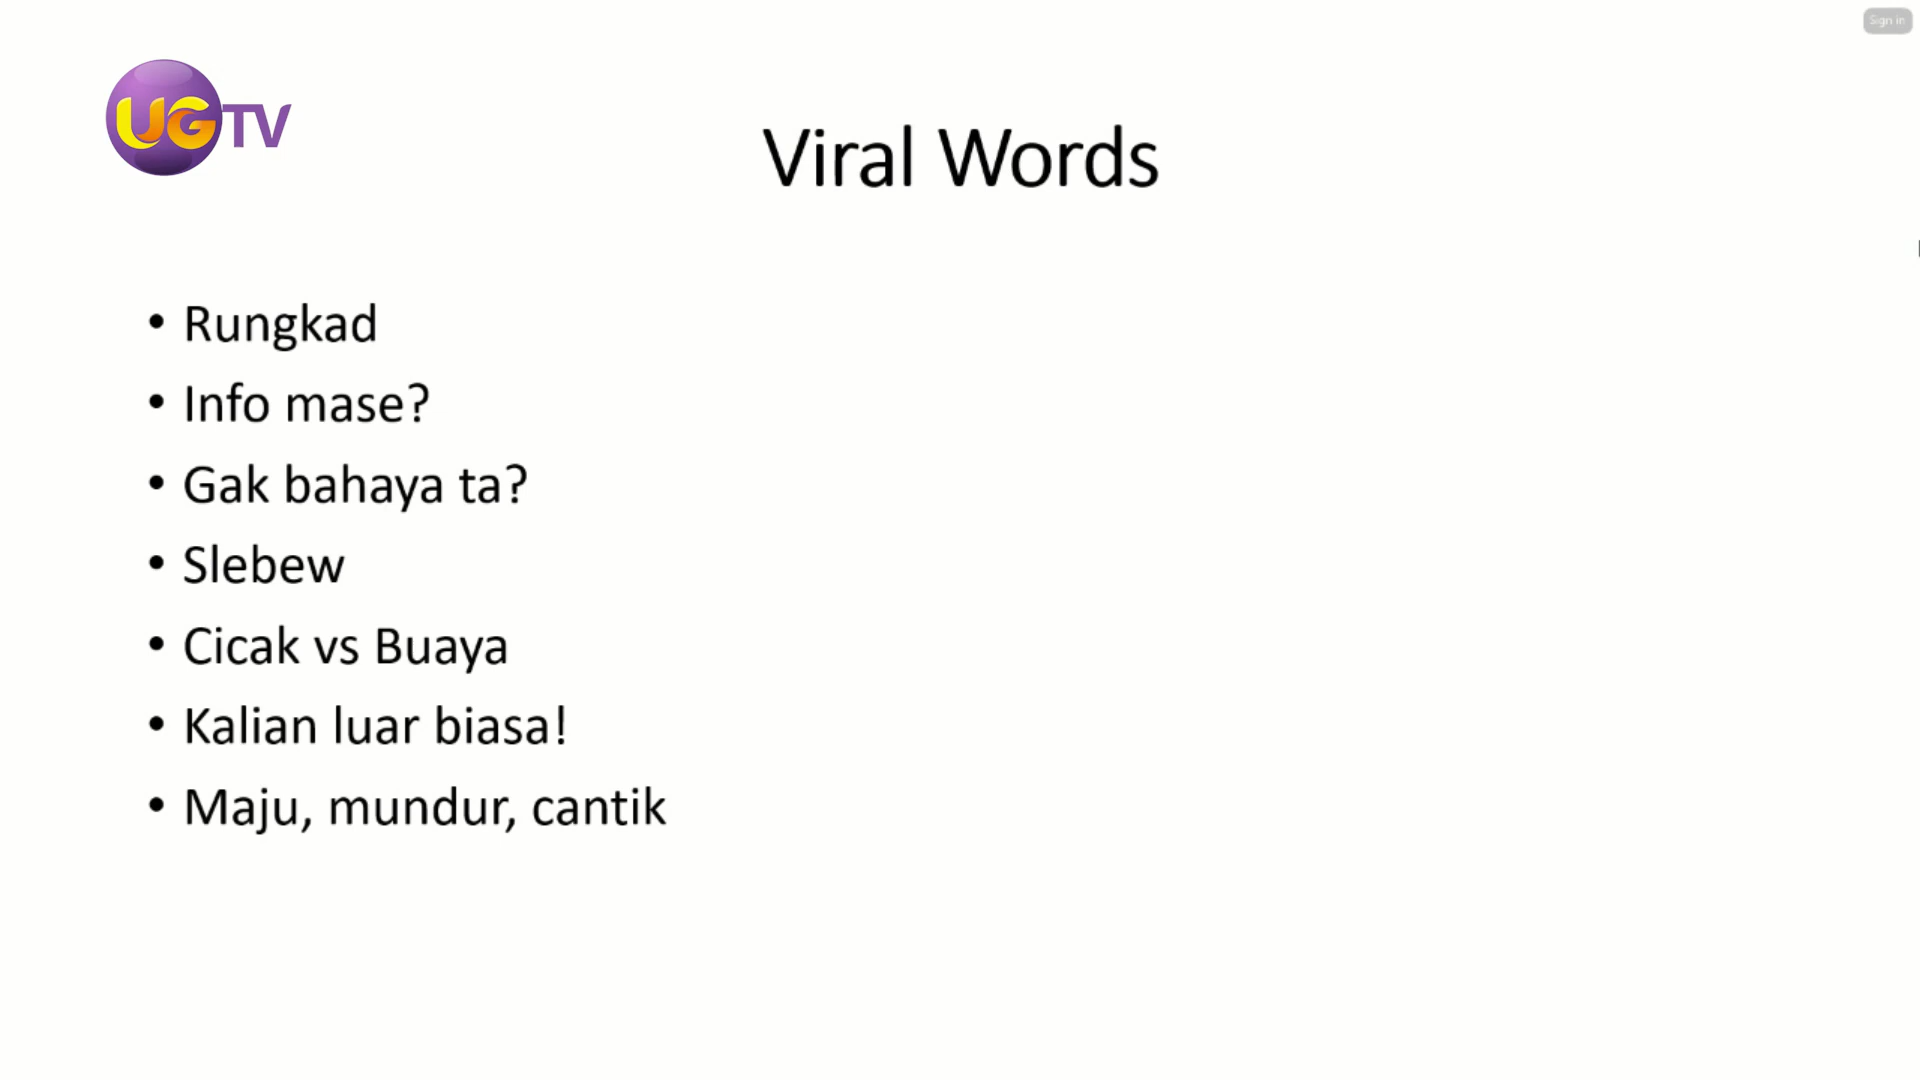 Sign in
UGTV
Viral Words
• Rungkad
• Info mase?
• Gak bahaya ta?
• Slebew
• Cicak vs Buaya
• Kalian luar biasa!
• Maju, mundur, cantik